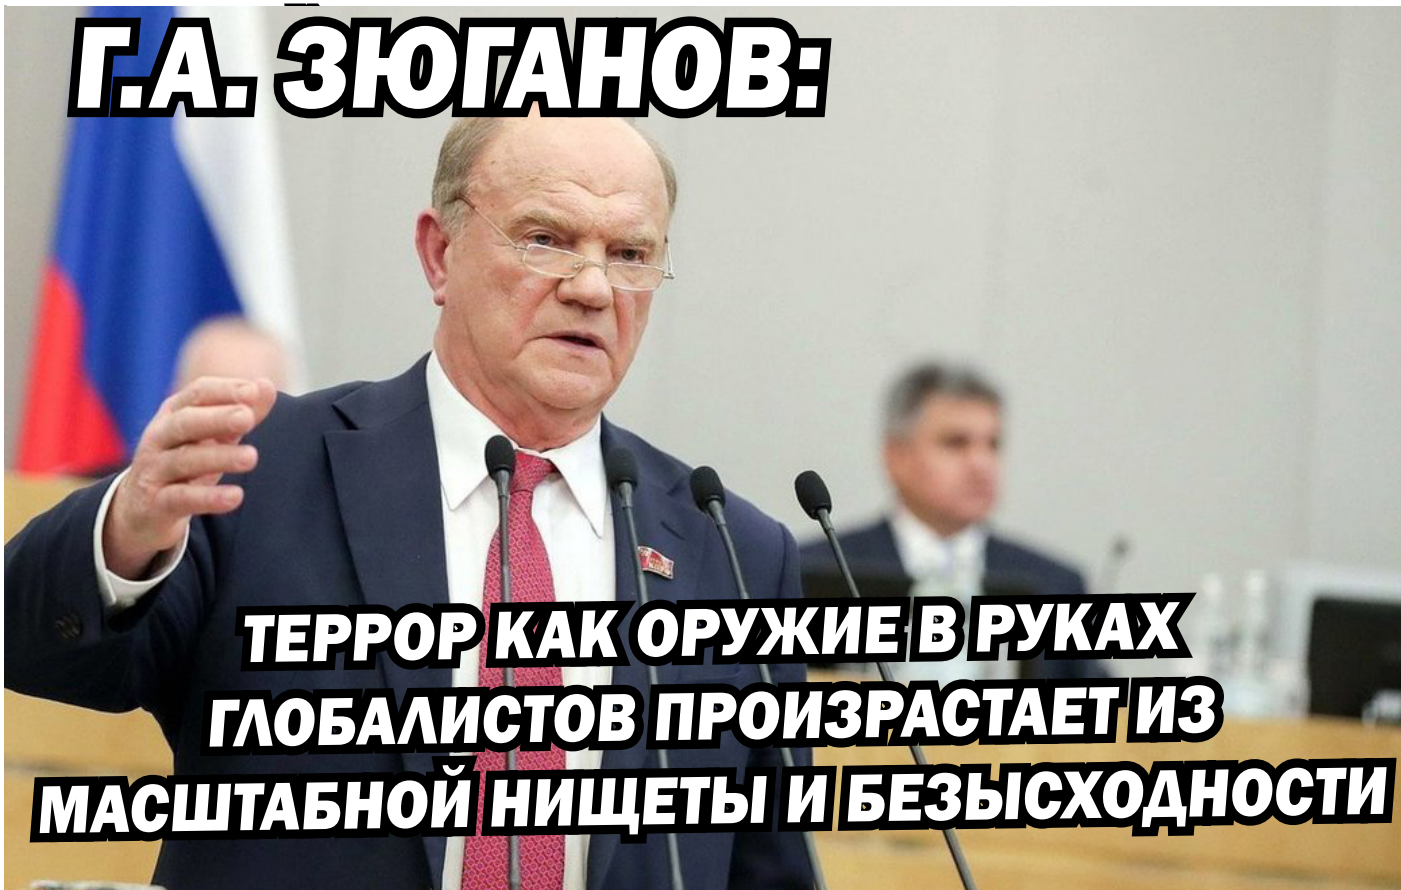 Г.А. ЗЮГАНОВ:
ТЕРРОР КАК ОРУЖИЕ В РУКАХ
ГЛОБАЛИСТОВ ПРОИЗРАСТАЕТ ИЗ
МАСШТАБНОЙ НИЩЕТЫ И БЕЗЫСХОДНОСТИ